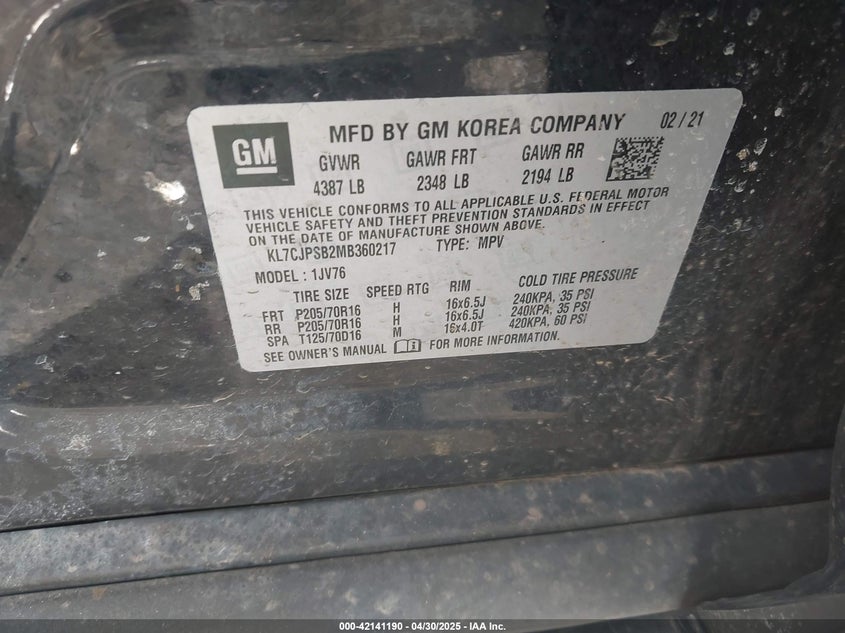 GM
MFD BY GM KOREA COMPANY 02 / 21
GVWR GAWR FRT GAWR RR
4387 LB 2348 LB 2194 LB
THIS VEHICLE CONFORMS TO ALL APPLICABLE U.S. FEDERAL MOTOR
VEHICLE SAFETY AND THEFT PREVENTION STANDARDS IN EFFECT
ON THE DATE OF MANUFACTURE SHOWN ABOVE.
KL7CJPSB2MB360217 TYPE: MPV
MODEL : 1JV76
TIRE SIZE SPEED RTG RIM COLD TIRE PRESSURE
FRT P205/70R16 H 16x6.5J 240KPA, 35 PSI
RR P205/70R16 H 16x6.5J 240KPA, 35 PSI
SPA T125/70D16 M 16x4.0T 420KPA, 60 PSI
SEE OWNER'S MANUAL FOR MORE INFORMATION.
000-42141190 - 04/30/2025 - IAA Inc.